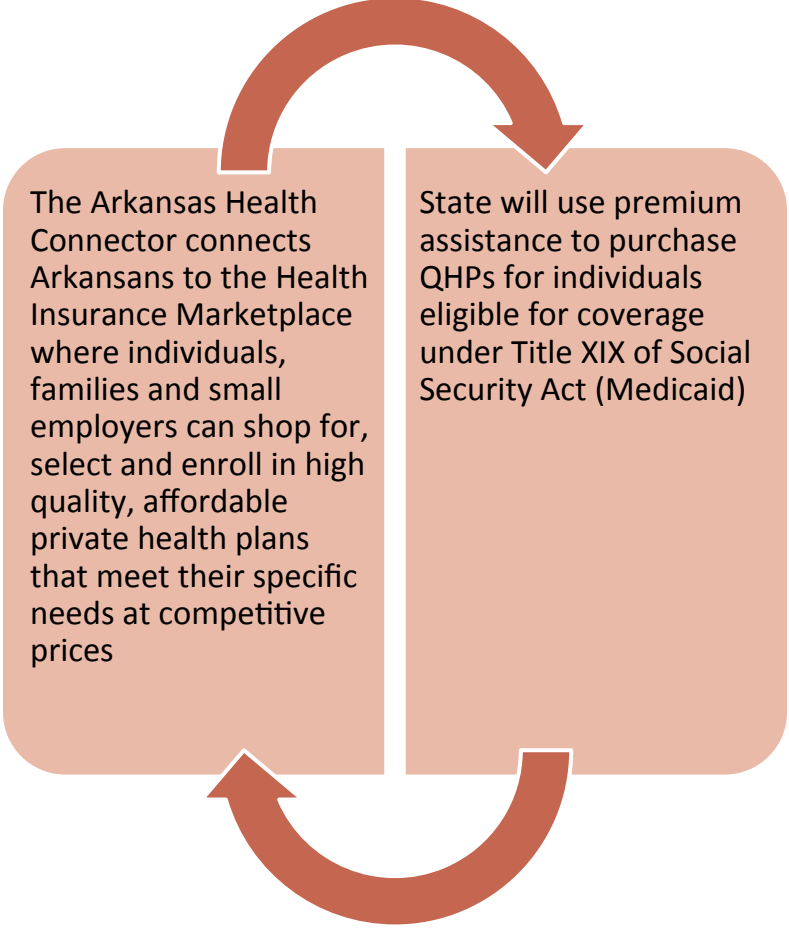 The Arkansas Health
Connector connects
Arkansans to the Health
Insurance Marketplace
where individuals,
families and small
employers can shop for,
select and enroll in high
quality, affordable
private health plans
that meet their specific
needs at competitive
prices
State will use premium
assistance to purchase
QHPs for individuals
eligible for coverage
under Title XIX of Social
Security Act (Medicaid)